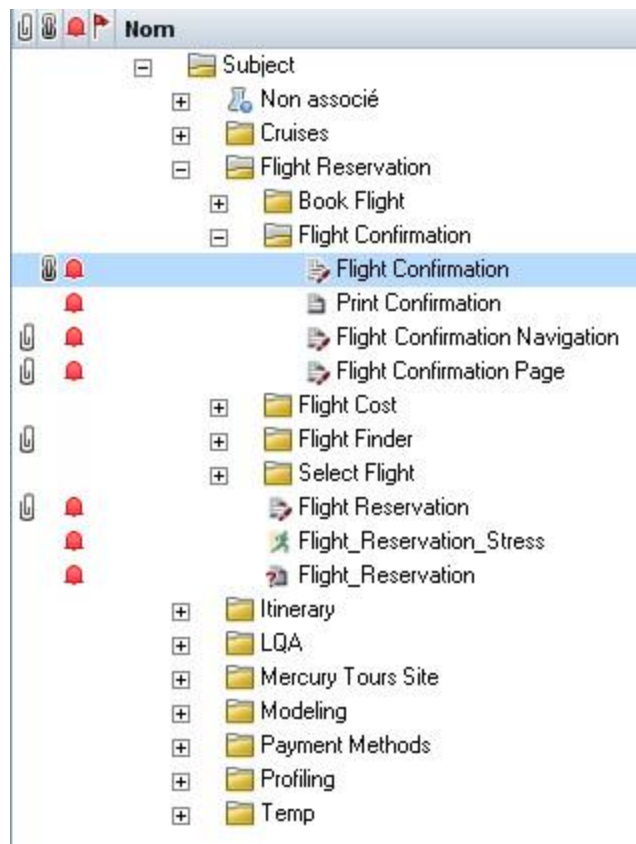 Nom
Subject
Non associé
Cruises
Flight Reservation
Book Flight
Flight Confirmation
Flight Confirmation
Print Confirmation
Flight Confirmation Navigation
Flight Confirmation Page
Flight Cost
Flight Finder
Select Flight
Flight Reservation
Flight_Reservation_Stress
Flight_Reservation
Itinerary
LQA
Mercury Tours Site
Modeling
Payment Methods
Profiling
Temp